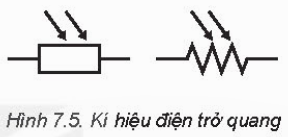 Hình 7.5. Kí hiệu điện trở quang